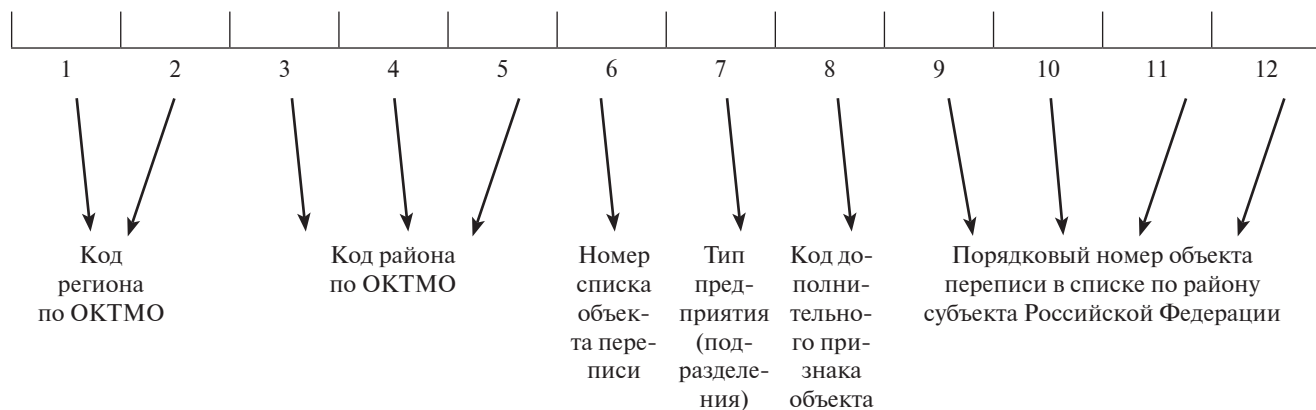 1 2 3 4 5 6 7 8 9 10 11 12
Код
региона
по ОКТМО
Код района
по ОКТМО
Номер
списка
объек-
та пере-
писи
Тип
пред-
приятия
(под-
разделе-
ния)
Код до-
полни-
тельно-
го при-
знака
объекта
Порядковый номер объекта
переписи в списке по району
субъекта Российской Федерации